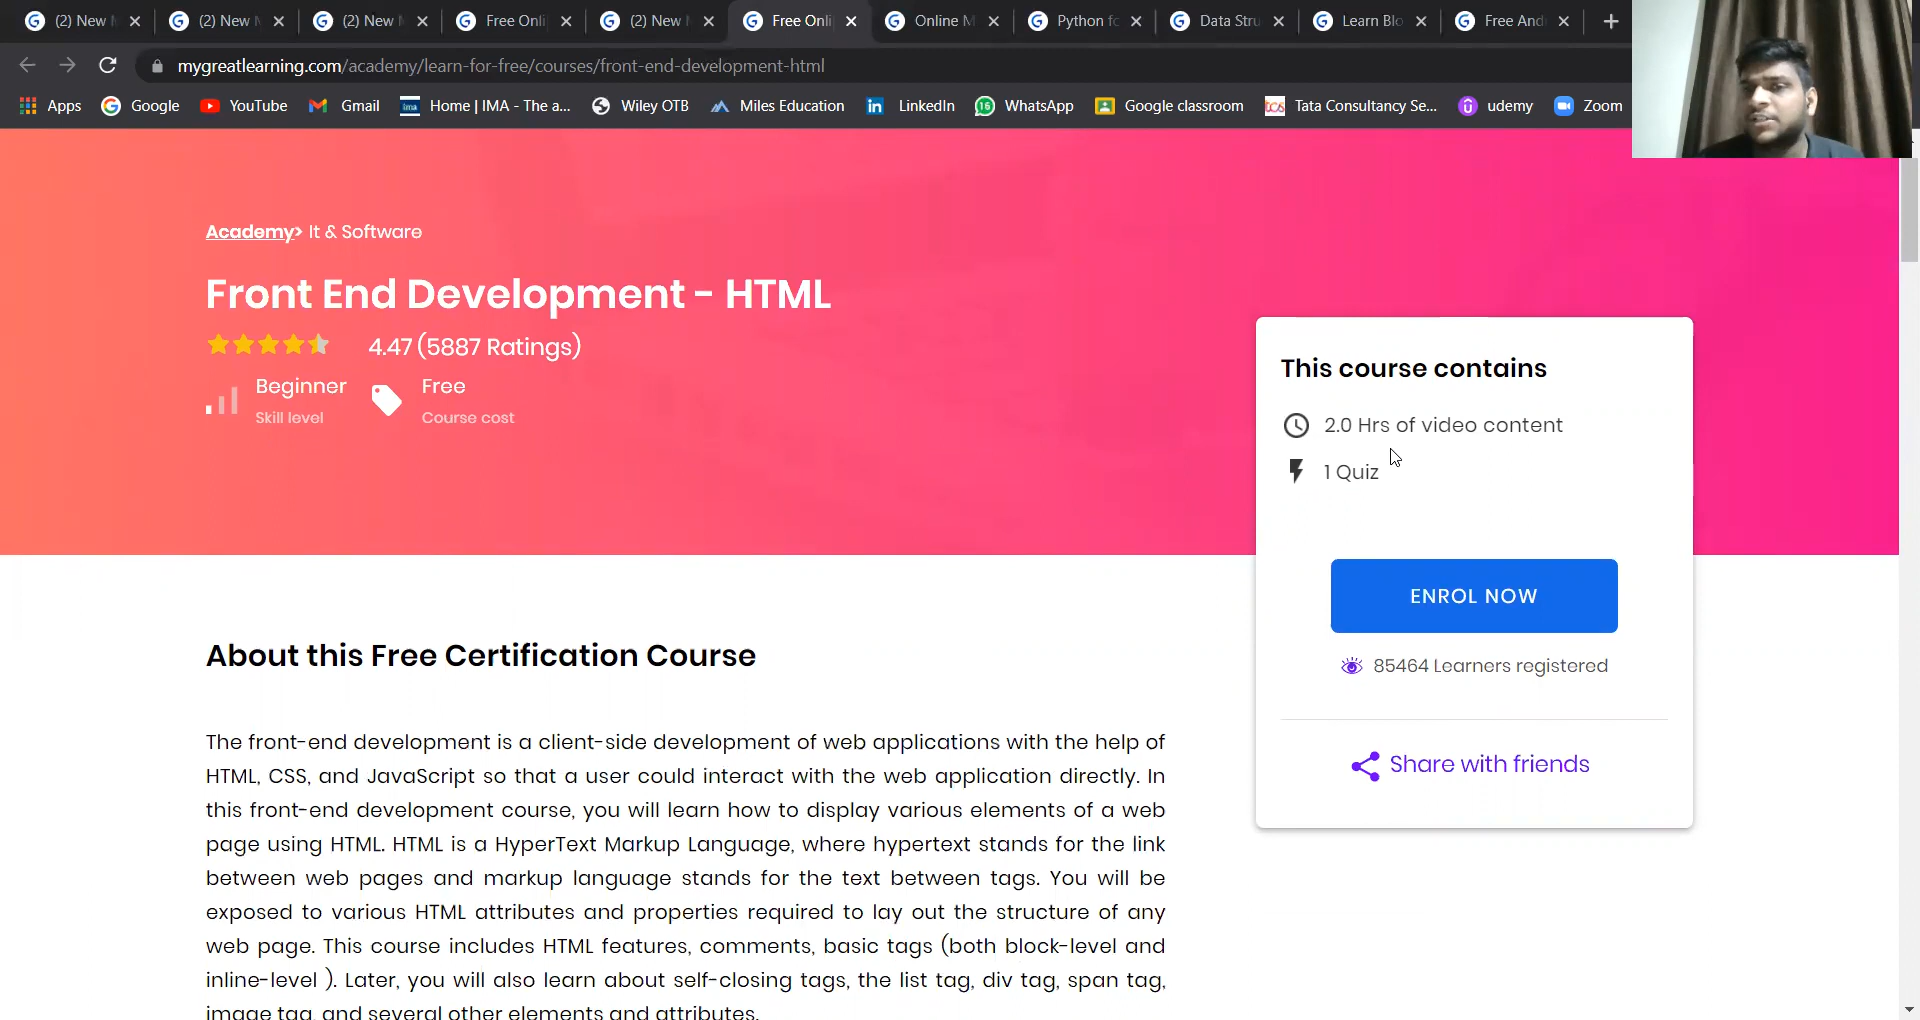 (2) New
(2) New
(2) New
Free Onli
(2) New
Free Onli
Online M
Python fo
Data Stru
Learn Blo
Free And
mygreatlearning.com/academy/learn-for-free/courses/front-end-development-html
Apps
Google
YouTube
Gmail
ima
Home | IMA - The a...
Wiley OTB
Miles Education
in
LinkedIn
16
WhatsApp
Google classroom
tcs
Tata Consultancy Se...
udemy
Zoom
Academy> It & Software
Front End Development - HTML
4.47 (5887 Ratings)
Beginner
Skill level
Free
Course cost
This course contains
2.0 Hrs of video content
1 Quiz
ENROL NOW
85464 Learners registered
Share with friends
About this Free Certification Course
The front-end development is a client-side development of web applications with the help of
HTML, CSS, and JavaScript so that a user could interact with the web application directly. In
this front-end development course, you will learn how to display various elements of a web
page using HTML. HTML is a HyperText Markup Language, where hypertext stands for the link
between web pages and markup language stands for the text between tags. You will be
exposed to various HTML attributes and properties required to lay out the structure of any
web page. This course includes HTML features, comments, basic tags (both block-level and
inline-level ). Later, you will also learn about self-closing tags, the list tag, div tag, span tag,
image tag, and several other elements and attributes.